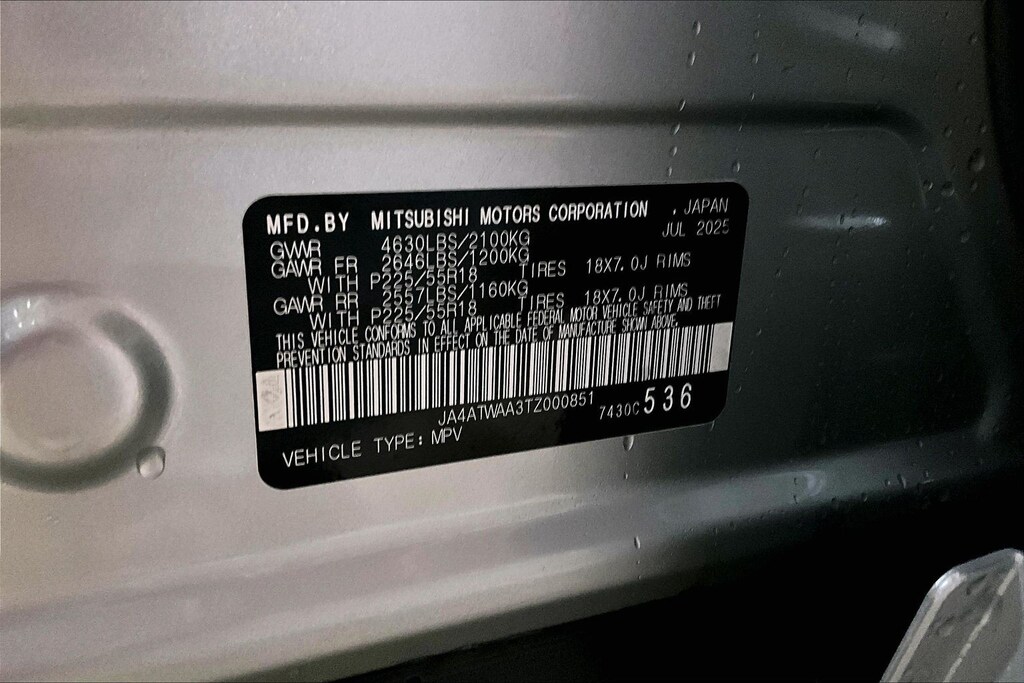 MFD.BY MITSUBISHI MOTORS CORPORATION , JAPAN
JUL 2025
GVWR 4630LBS/2100KG
GAWR FR 2646LBS/1200KG
WITH P225/55R18 TIRES 18X7.0J RIMS
GAWR RR 2557LBS/1160KG
WITH P225/55R18 TIRES 18X7.0J RIMS
THIS VEHICLE CONFORMS TO ALL APPLICABLE FEDERAL MOTOR VEHICLE SAFETY AND THEFT
PREVENTION STANDARDS IN EFFECT ON THE DATE OF MANUFACTURE SHOWN ABOVE.
JA4ATWAA3TZ000851
7430C536
VEHICLE TYPE: MPV